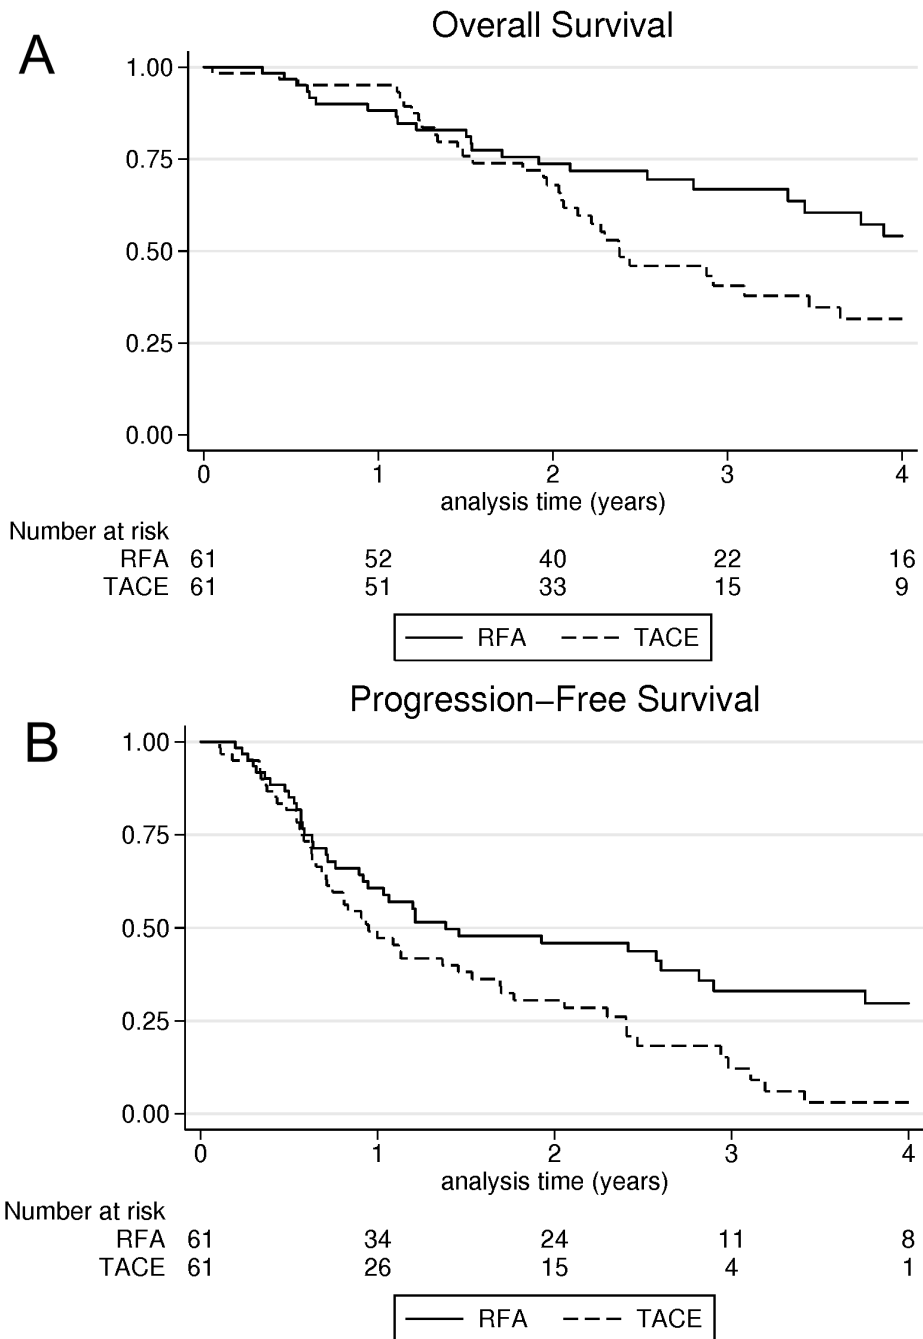 A
Overall Survival
1.00
0.75
0.50
0.25
0.00
0 1 2 3 4
analysis time (years)
Number at risk
RFA 61 52 40 22 16
TACE 61 51 33 15 9
RFA TACE
B
Progression−Free Survival
1.00
0.75
0.50
0.25
0.00
0 1 2 3 4
analysis time (years)
Number at risk
RFA 61 34 24 11 8
TACE 61 26 15 4 1
RFA TACE